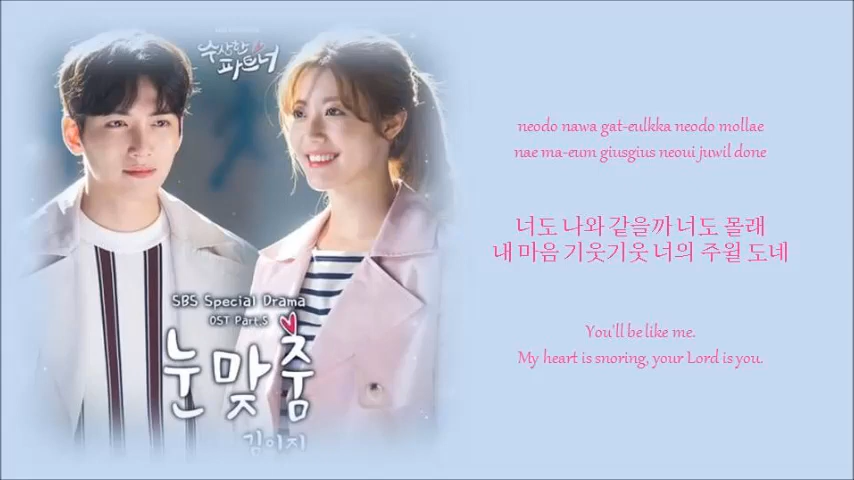 수상한
파트너
SBS Special Drama
OST Part.5
눈맞춤
김이지
neodo nawa gat-eulkka neodo mollae
nae ma-eum giusgius neoui juwil done
너도 나와 같을까 너도 몰래
내 마음 기웃기웃 너의 주윌 도네
You'll be like me.
My heart is snoring, your Lord is you.